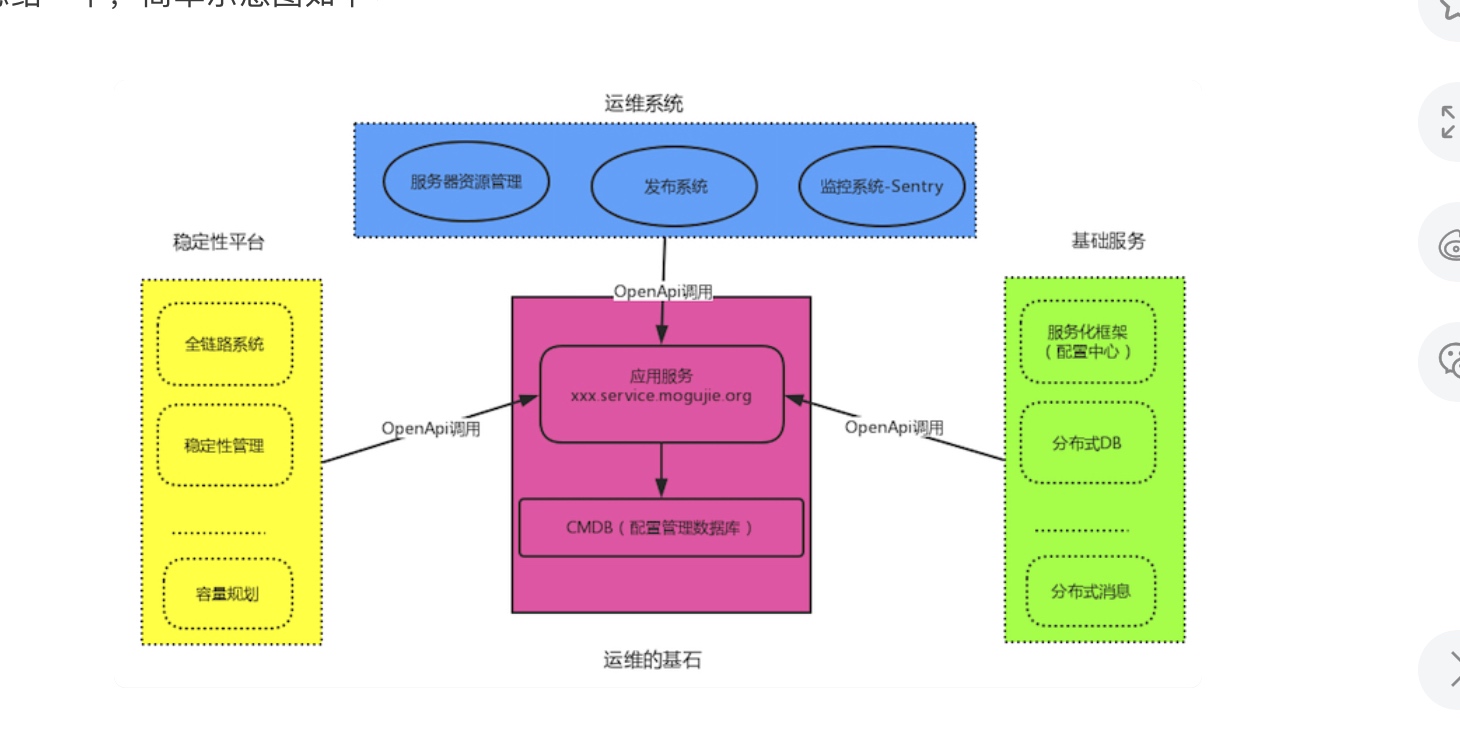 运维系统
服务器资源管理
发布系统
监控系统-Sentry
稳定性平台
基础服务
OpenApi调用
全链路系统
服务化框架
（配置中心）
应用服务
xxx.service.mogujie.org
OpenApi调用
OpenApi调用
稳定性管理
分布式DB
CMDB（配置管理数据库）
容量规划
分布式消息
运维的基石